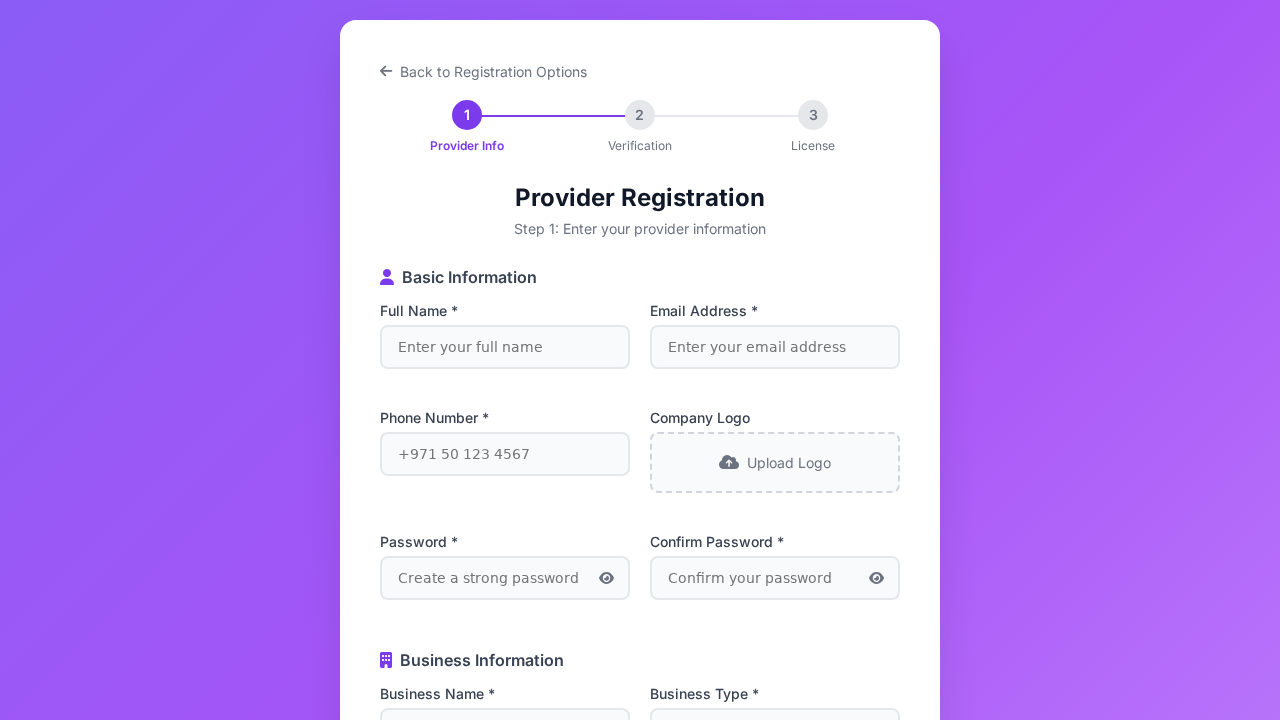 Back to Registration Options
1
2
3
Provider Info
Verification
License
Provider Registration
Step 1: Enter your provider information
Basic Information
Full Name *
Email Address *
Enter your full name
Enter your email address
Phone Number *
Company Logo
+971 50 123 4567
Upload Logo
Password *
Confirm Password *
Create a strong password
Confirm your password
Business Information
Business Name *
Business Type *